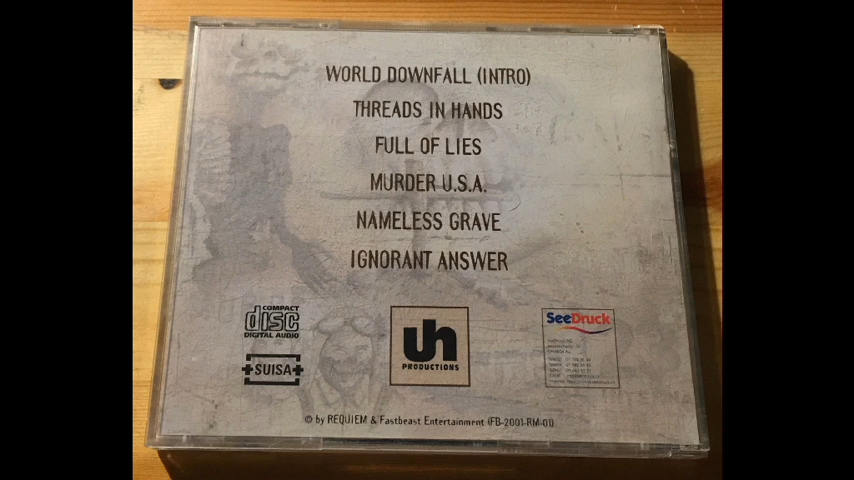 WORLD DOWNFALL (INTRO)
THREADS IN HANDS
FULL OF LIES
MURDER U.S.A.
NAMELESS GRAVE
IGNORANT ANSWER
COMPACT
disc
DIGITAL AUDIO
SUISA
uh
PRODUCTIONS
SeeDruck
© by REQUIEM & Fastbeast Entertainment (FB-2001-RM-01)